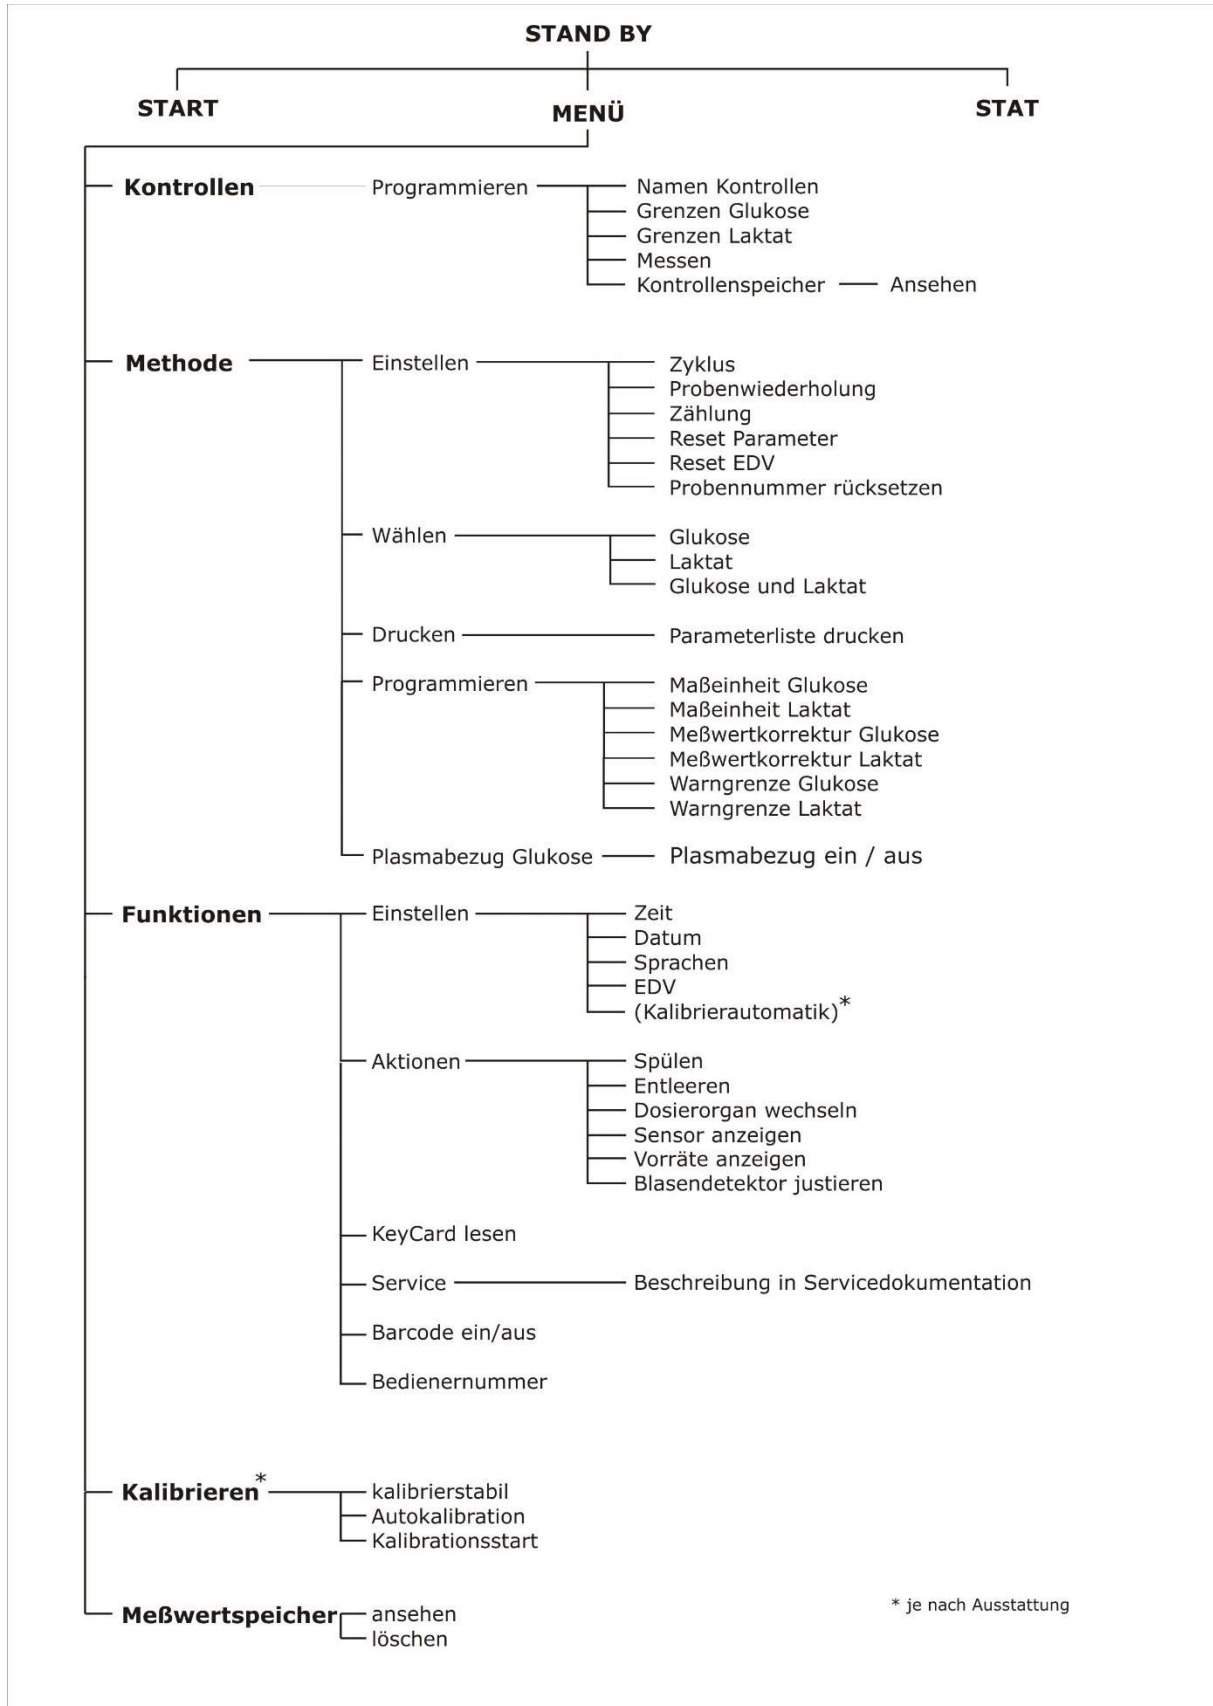 STAND BY
START
MENÜ
STAT
Kontrollen
Programmieren
Namen Kontrollen
Grenzen Glukose
Grenzen Laktat
Messen
Kontrollenspeicher
Ansehen
Methode
Einstellen
Zyklus
Probenwiederholung
Zählung
Reset Parameter
Reset EDV
Probennummer rücksetzen
Wählen
Glukose
Laktat
Glukose und Laktat
Drucken
Parameterliste drucken
Programmieren
Maßeinheit Glukose
Maßeinheit Laktat
Meßwertkorrektur Glukose
Meßwertkorrektur Laktat
Warngrenze Glukose
Warngrenze Laktat
Plasmabezug Glukose
Plasmabezug ein / aus
Funktionen
Einstellen
Zeit
Datum
Sprachen
EDV
(Kalibrierautomatik)*
Aktionen
Spülen
Entleeren
Dosierorgan wechseln
Sensor anzeigen
Vorräte anzeigen
Blasendetektor justieren
KeyCard lesen
Service
Beschreibung in Servicedokumentation
Barcode ein/aus
Bedienernummer
Kalibrieren*
kalibrierstabil
Autokalibration
Kalibrationsstart
Meßwertspeicher
ansehen
löschen
* je nach Ausstattung